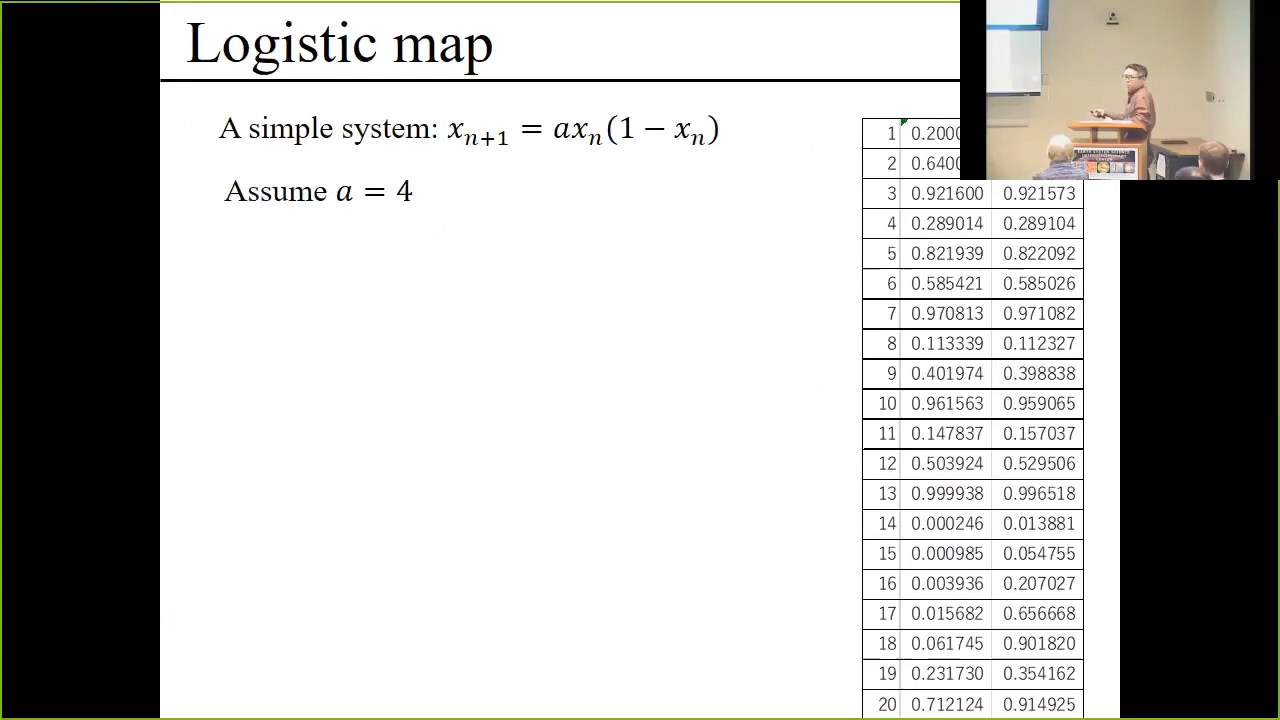 Logistic map
A simple system: xₙ₊₁ = axₙ(1 − xₙ)
Assume a = 4
1 0.2000
2 0.6400
3 0.921600 0.921573
4 0.289014 0.289104
5 0.821939 0.822092
6 0.585421 0.585026
7 0.970813 0.971082
8 0.113339 0.112327
9 0.401974 0.398838
10 0.961563 0.959065
11 0.147837 0.157037
12 0.503924 0.529506
13 0.999938 0.996518
14 0.000246 0.013881
15 0.000985 0.054755
16 0.003936 0.207027
17 0.015682 0.656668
18 0.061745 0.901820
19 0.231730 0.354162
20 0.712124 0.914925
EARTH SYSTEM SCIENCE
INTERDISCIPLINARY
CENTER